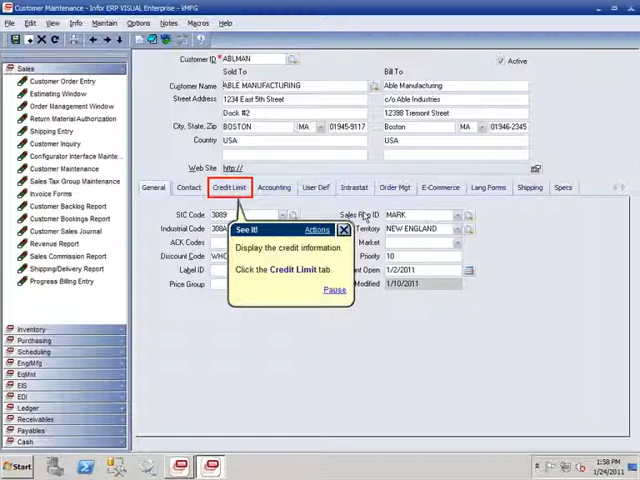 Customer Maintenance - Infor ERP VISUAL Enterprise - VMFG
File Edit View Info Maintain Options Notes Macros Help
Sales
Customer Order Entry
Estimating Window
Order Management Window
Return Material Authorization
Shipping Entry
Customer Inquiry
Configurator Interface Mainte...
Customer Maintenance
Sales Tax Group Maintenance
Invoice Forms
Customer Backlog Report
Customer Bookings Report
Customer Sales Journal
Revenue Report
Sales Commission Report
Shipping/Delivery Report
Progress Billing Entry
Inventory
Purchasing
Scheduling
Eng/Mfg
EqMnt
EIS
EDI
Ledger
Receivables
Payables
Cash
Customer ID * ABLMAN
Active
Sold To Bill To
Customer Name ABLE MANUFACTURING Able Manufacturing
Street Address 1234 East 5th Street c/o Able Industries
Dock #2 12398 Tremont Street
City, State, Zip BOSTON MA 01945-9117 Boston MA 01946-2345
Country USA USA
Web Site http://
General Contact Credit Limit Accounting User Def Intrastat Order Mgt E-Commerce Lang Forms Shipping Specs
SIC Code 3089 Sales Rep ID MARK
Industrial Code 308A Territory NEW ENGLAND
ACK Codes Market
Discount Code WHO Priority 10
Label ID Open 1/2/2011
Price Group Modified 1/10/2011
See It! Actions
Display the credit information.
Click the Credit Limit tab.
Pause
Start
1:58 PM
1/24/2011